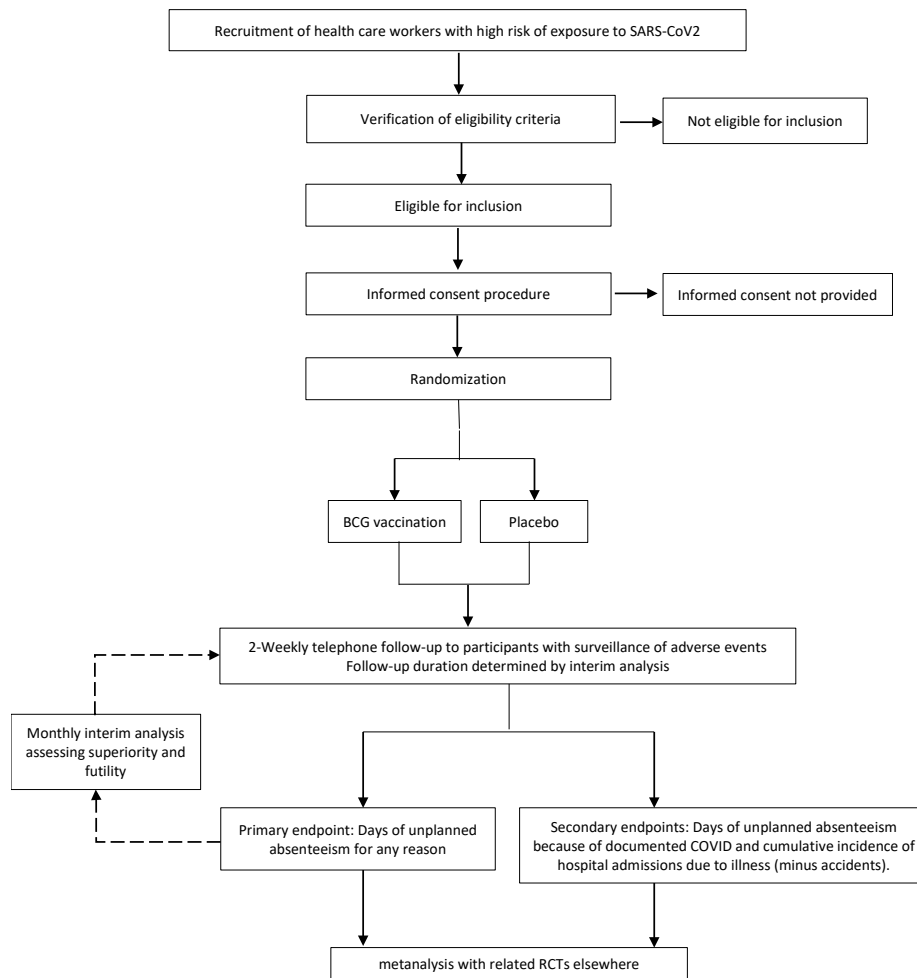 Recruitment of health care workers with high risk of exposure to SARS-CoV2
Verification of eligibility criteria
Not eligible for inclusion
Eligible for inclusion
Informed consent procedure
Informed consent not provided
Randomization
BCG vaccination
Placebo
2-Weekly telephone follow-up to participants with surveillance of adverse events
Follow-up duration determined by interim analysis
Monthly interim analysis
assessing superiority and
futility
Primary endpoint: Days of unplanned
absenteeism for any reason
Secondary endpoints: Days of unplanned absenteeism
because of documented COVID and cumulative incidence of
hospital admissions due to illness (minus accidents).
metanalysis with related RCTs elsewhere